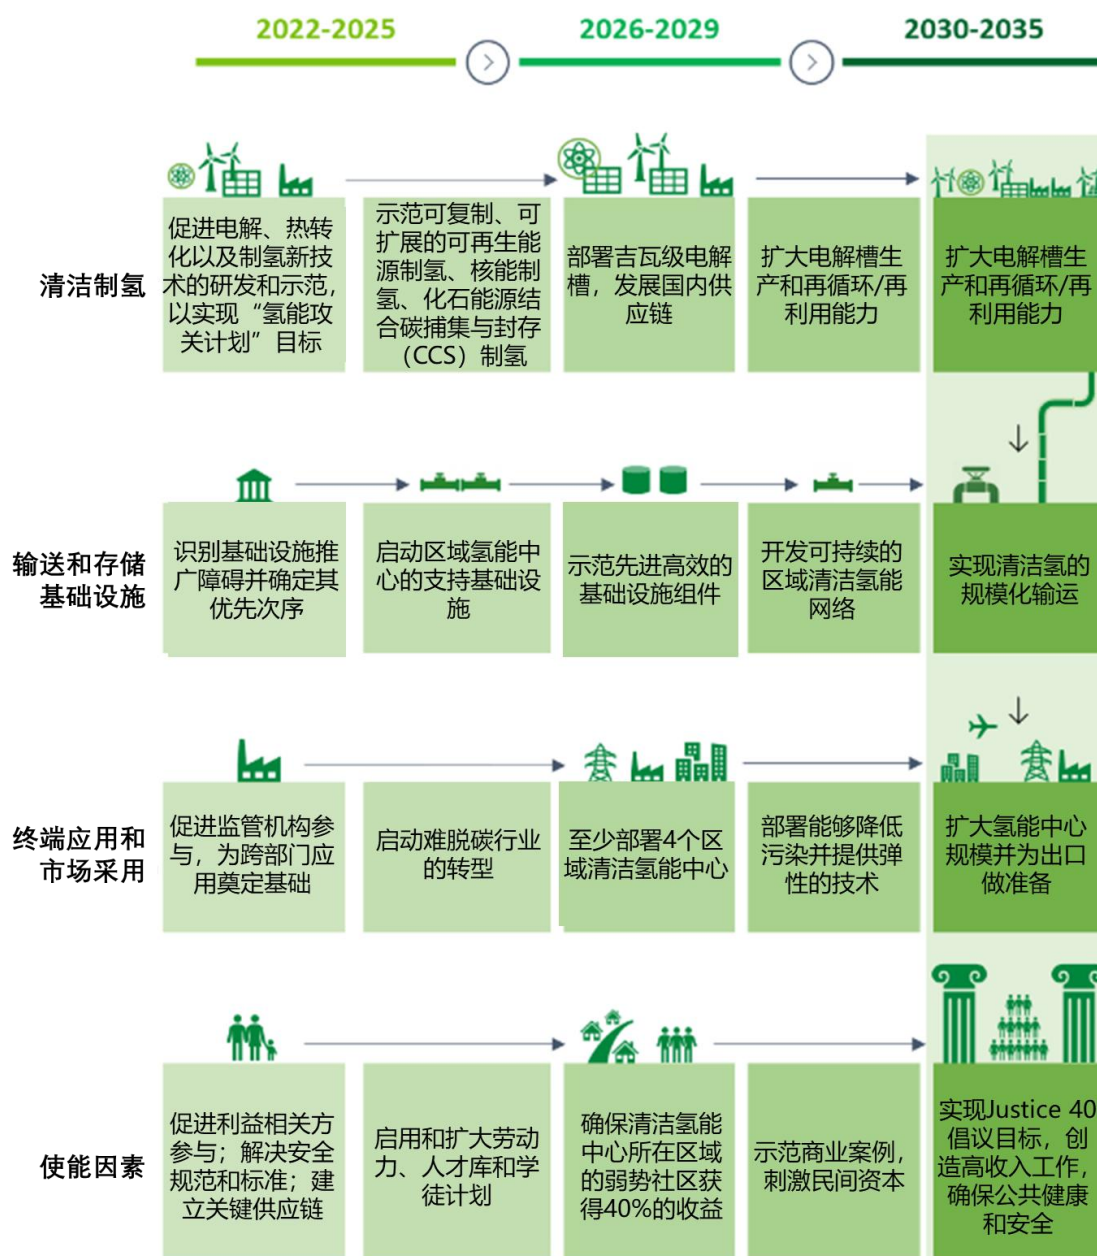 2022-2025
2026-2029
2030-2035
清洁制氢
促进电解、热转
化以及制氢新技
术的研发和示范，
以实现“氢能攻
关计划”目标
示范可复制、可
扩展的可再生能
源制氢、核能制
氢、化石能源结
合碳捕集与封存
（CCS）制氢
部署吉瓦级电解
槽，发展国内供
应链
扩大电解槽生
产和再循环/再
利用能力
扩大电解槽生
产和再循环/再
利用能力
输送和存储
基础设施
识别基础设施推
广障碍并确定其
优先次序
启动区域氢能中
心的支持基础设
施
示范先进高效的
基础设施组件
开发可持续的
区域清洁氢能
网络
实现清洁氢的
规模化输运
终端应用和
市场采用
促进监管机构参
与，为跨部门应
用奠定基础
启动难脱碳行业
的转型
至少部署4个区
域清洁氢能中心
部署能够降低
污染并提供弹
性的技术
扩大氢能中心
规模并为出口
做准备
使能因素
促进利益相关方
参与；解决安全
规范和标准；建
立关键供应链
启用和扩大劳动
力、人才库和学
徒计划
确保清洁氢能
中心所在区域
的弱势社区获
得40%的收益
示范商业案例，
刺激民间资本
实现Justice 40
倡议目标，创
造高收入工作，
确保公共健康
和安全